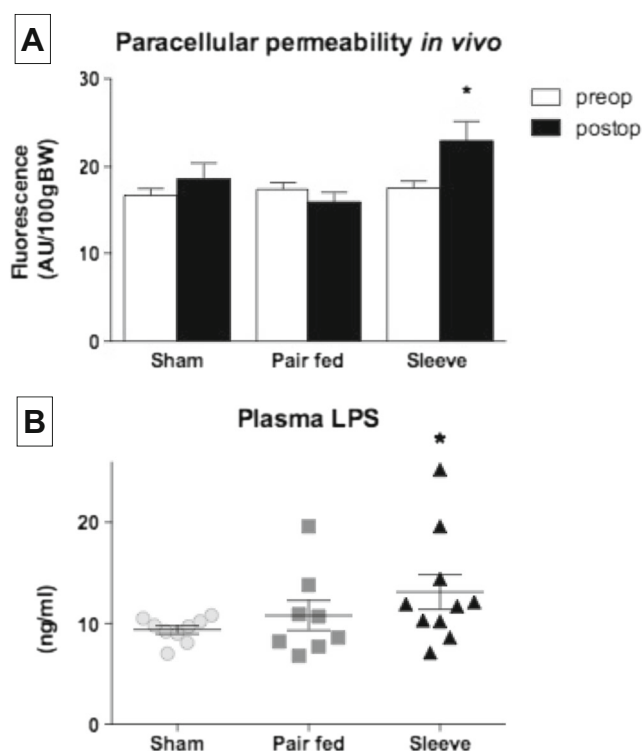 A
Paracellular permeability in vivo
*
preop
postop
Fluorescence
(AU/100gBW)
30
20
10
0
Sham
Pair fed
Sleeve
B
Plasma LPS
*
(ng/ml)
20
10
0
Sham
Pair fed
Sleeve